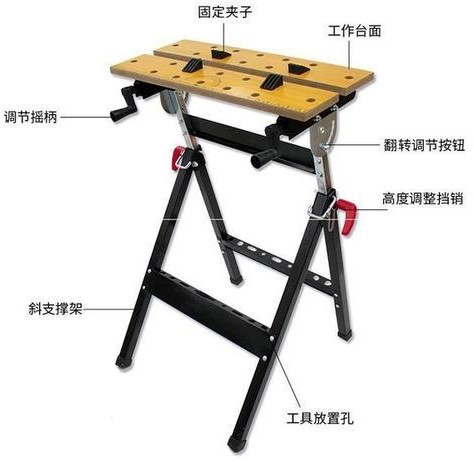 固定夹子
工作台面
调节摇柄
翻转调节按钮
高度调整挡销
斜支撑架
工具放置孔